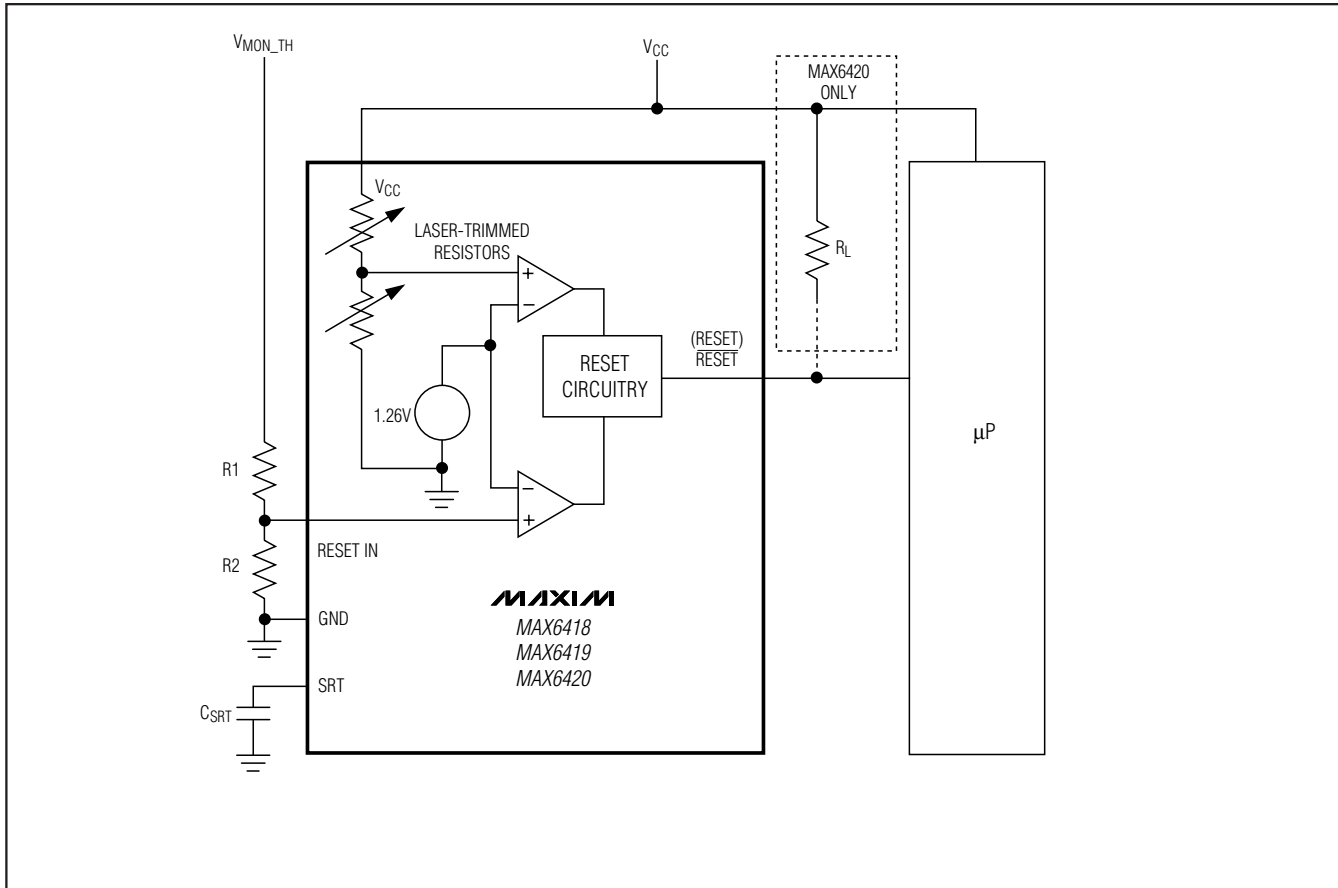 VMON_TH
VCC
MAX6420
ONLY
VCC
LASER-TRIMMED
RESISTORS
RL
+
−
(RESET)
RESET
RESET
CIRCUITRY
1.26V
µP
R1
−
+
RESET IN
R2
GND
MAXIM
MAX6418
MAX6419
MAX6420
SRT
CSRT